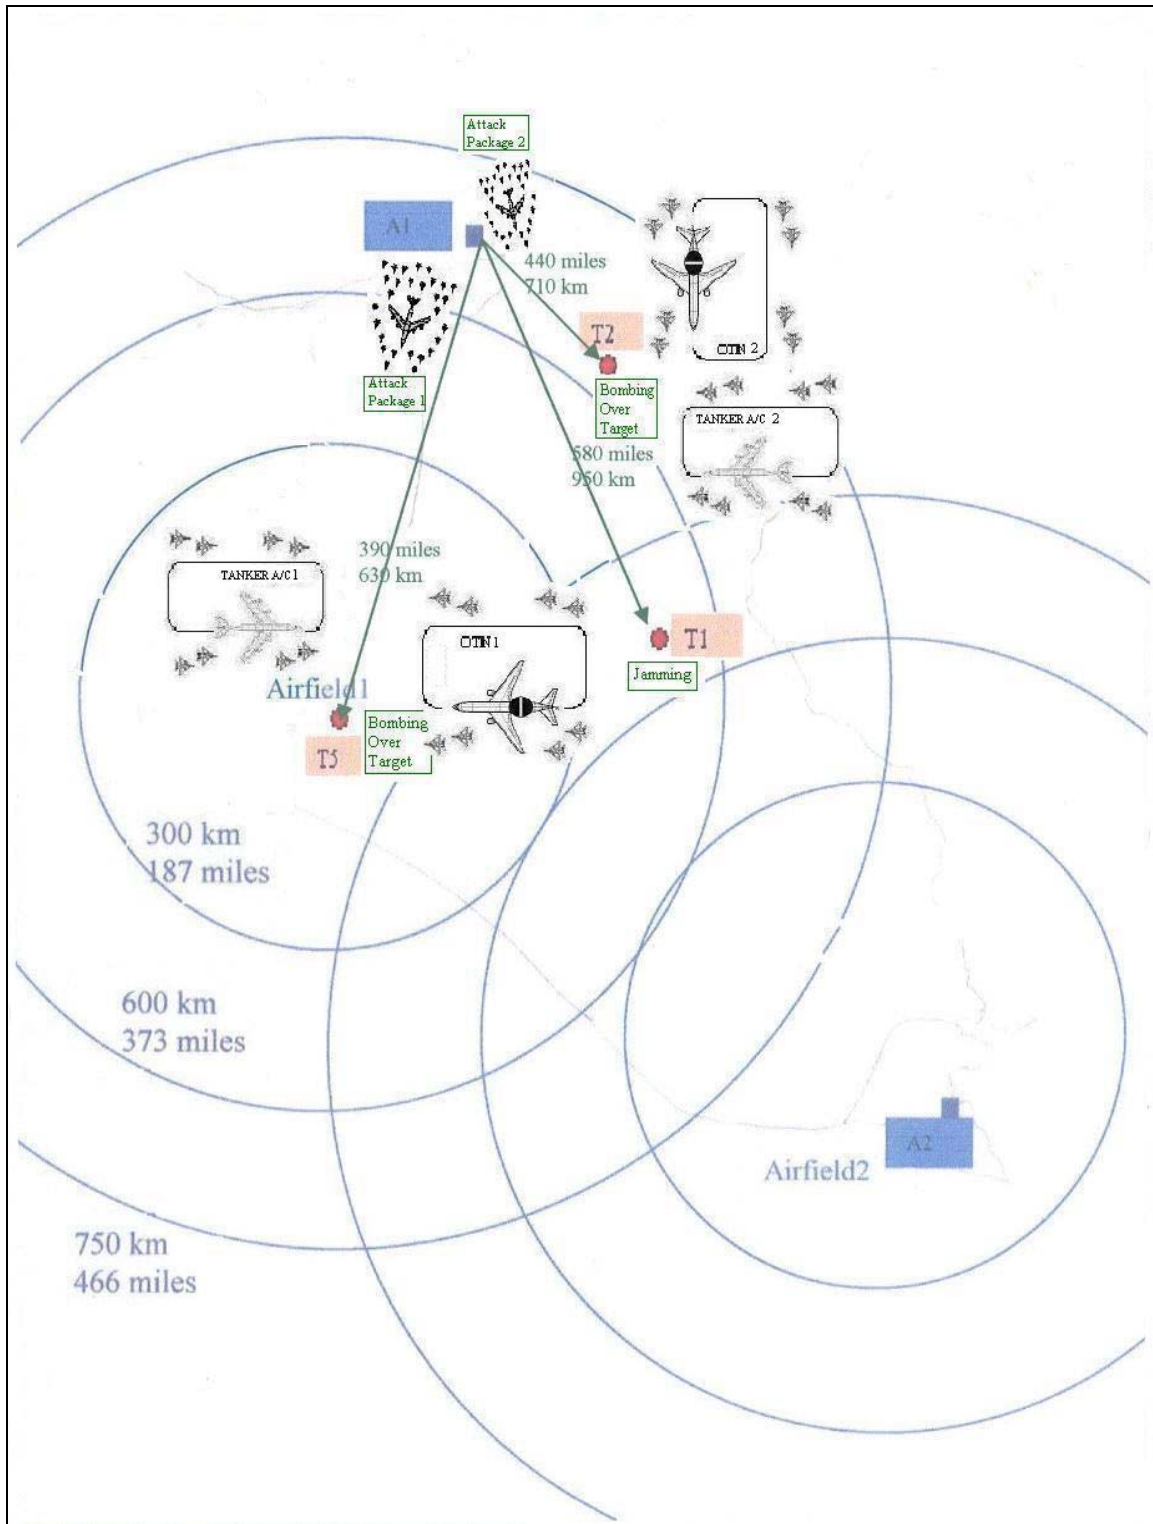 Attack
Package 2
A1
440 miles
710 km
T2
OTIN 2
Attack
Package 1
Bombing
Over
Target
TANKER A/C 2
580 miles
950 km
390 miles
630 km
TANKER A/C 1
OTIN 1
T1
Jamming
Airfield1
Bombing
Over
Target
T5
300 km
187 miles
600 km
373 miles
A2
Airfield2
750 km
466 miles